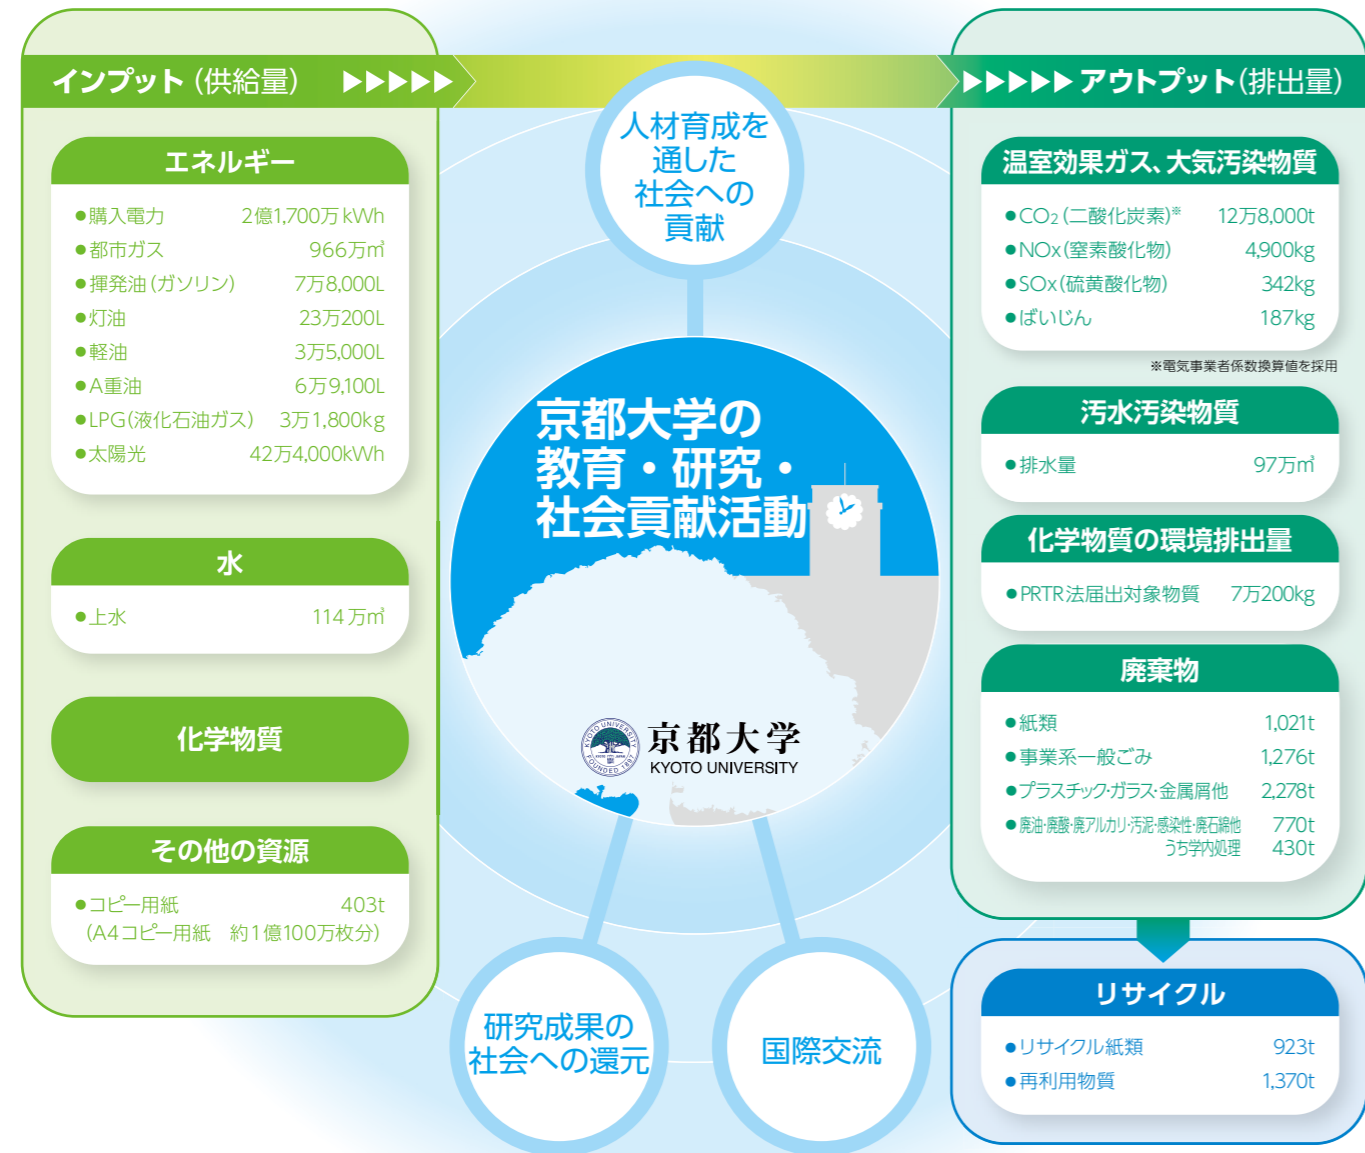 インプット（供給量） ▶▶▶▶▶
エネルギー
●購入電力 2億1,700万kWh
●都市ガス 966万㎥
●揮発油（ガソリン） 7万8,000L
●灯油 23万200L
●軽油 3万5,000L
●A重油 6万9,100L
●LPG（液化石油ガス） 3万1,800kg
●太陽光 42万4,000kWh
水
●上水 114万㎥
化学物質
その他の資源
●コピー用紙 403t
（A4コピー用紙 約1億100万枚分）
人材育成を
通した
社会への
貢献
京都大学の
教育・研究・
社会貢献活動
KYOTO UNIVERSITY
FOUNDED 1897
京都大学
KYOTO UNIVERSITY
研究成果の
社会への還元
国際交流
▶▶▶▶▶ アウトプット（排出量）
温室効果ガス、大気汚染物質
●CO₂（二酸化炭素）※ 12万8,000t
●NOx（窒素酸化物） 4,900kg
●SOx（硫黄酸化物） 342kg
●ばいじん 187kg
※電気事業者係数換算値を採用
汚水汚染物質
●排水量 97万㎥
化学物質の環境排出量
●PRTR法届出対象物質 7万200kg
廃棄物
●紙類 1,021t
●事業系一般ごみ 1,276t
●プラスチック・ガラス・金属屑他 2,278t
●廃油・廃酸・廃アルカリ・汚泥・感染性・廃石綿他 770t
うち学内処理 430t
リサイクル
●リサイクル紙類 923t
●再利用物質 1,370t